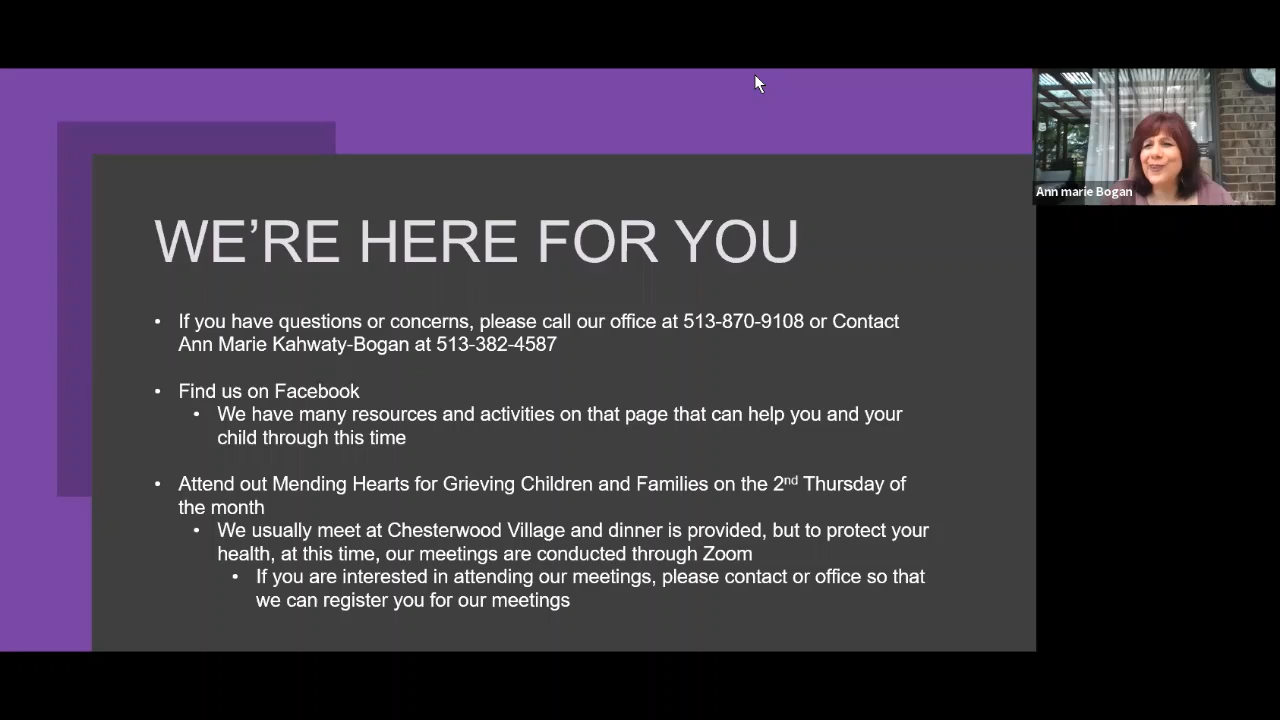 WE’RE HERE FOR YOU
• If you have questions or concerns, please call our office at 513-870-9108 or Contact
Ann Marie Kahwaty-Bogan at 513-382-4587
• Find us on Facebook
• We have many resources and activities on that page that can help you and your
child through this time
• Attend out Mending Hearts for Grieving Children and Families on the 2nd Thursday of
the month
• We usually meet at Chesterwood Village and dinner is provided, but to protect your
health, at this time, our meetings are conducted through Zoom
• If you are interested in attending our meetings, please contact or office so that
we can register you for our meetings
Ann marie Bogan